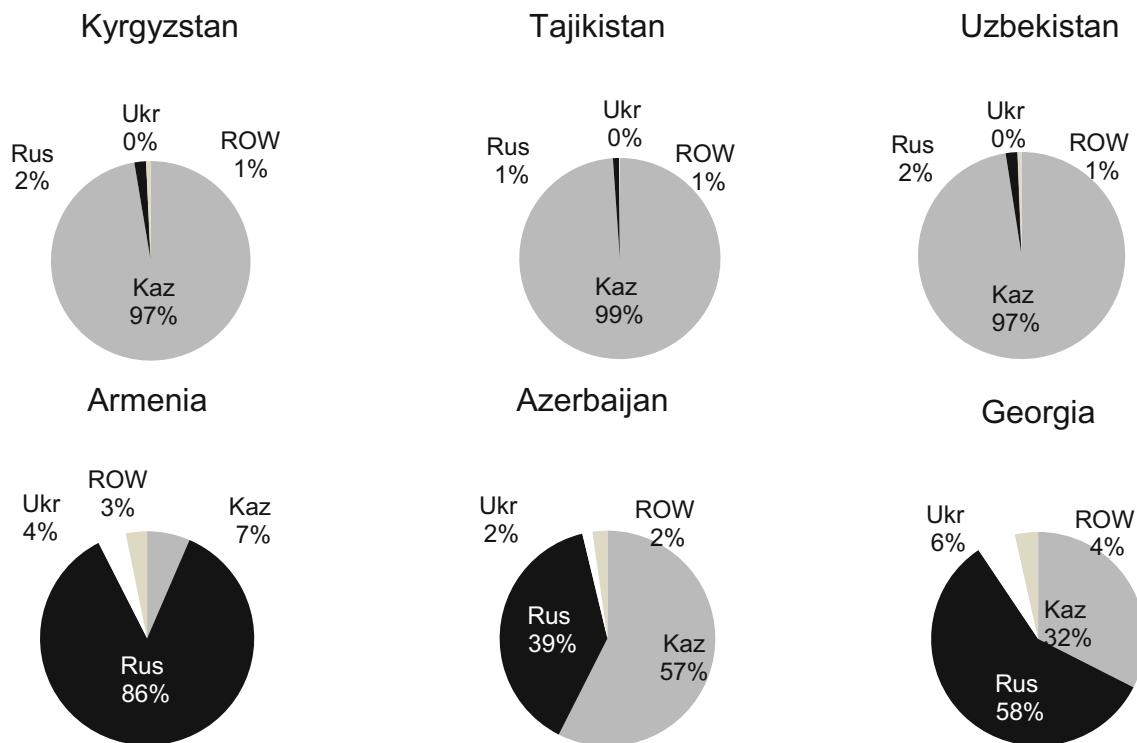 Kyrgyzstan
Ukr
0%
ROW
1%
Rus
2%
Kaz
97%
Tajikistan
Ukr
0%
ROW
1%
Rus
1%
Kaz
99%
Uzbekistan
Ukr
0%
ROW
1%
Rus
2%
Kaz
97%
Armenia
Ukr
4%
ROW
3%
Kaz
7%
Rus
86%
Azerbaijan
Ukr
2%
ROW
2%
Rus
39%
Kaz
57%
Georgia
Ukr
6%
ROW
4%
Kaz
32%
Rus
58%